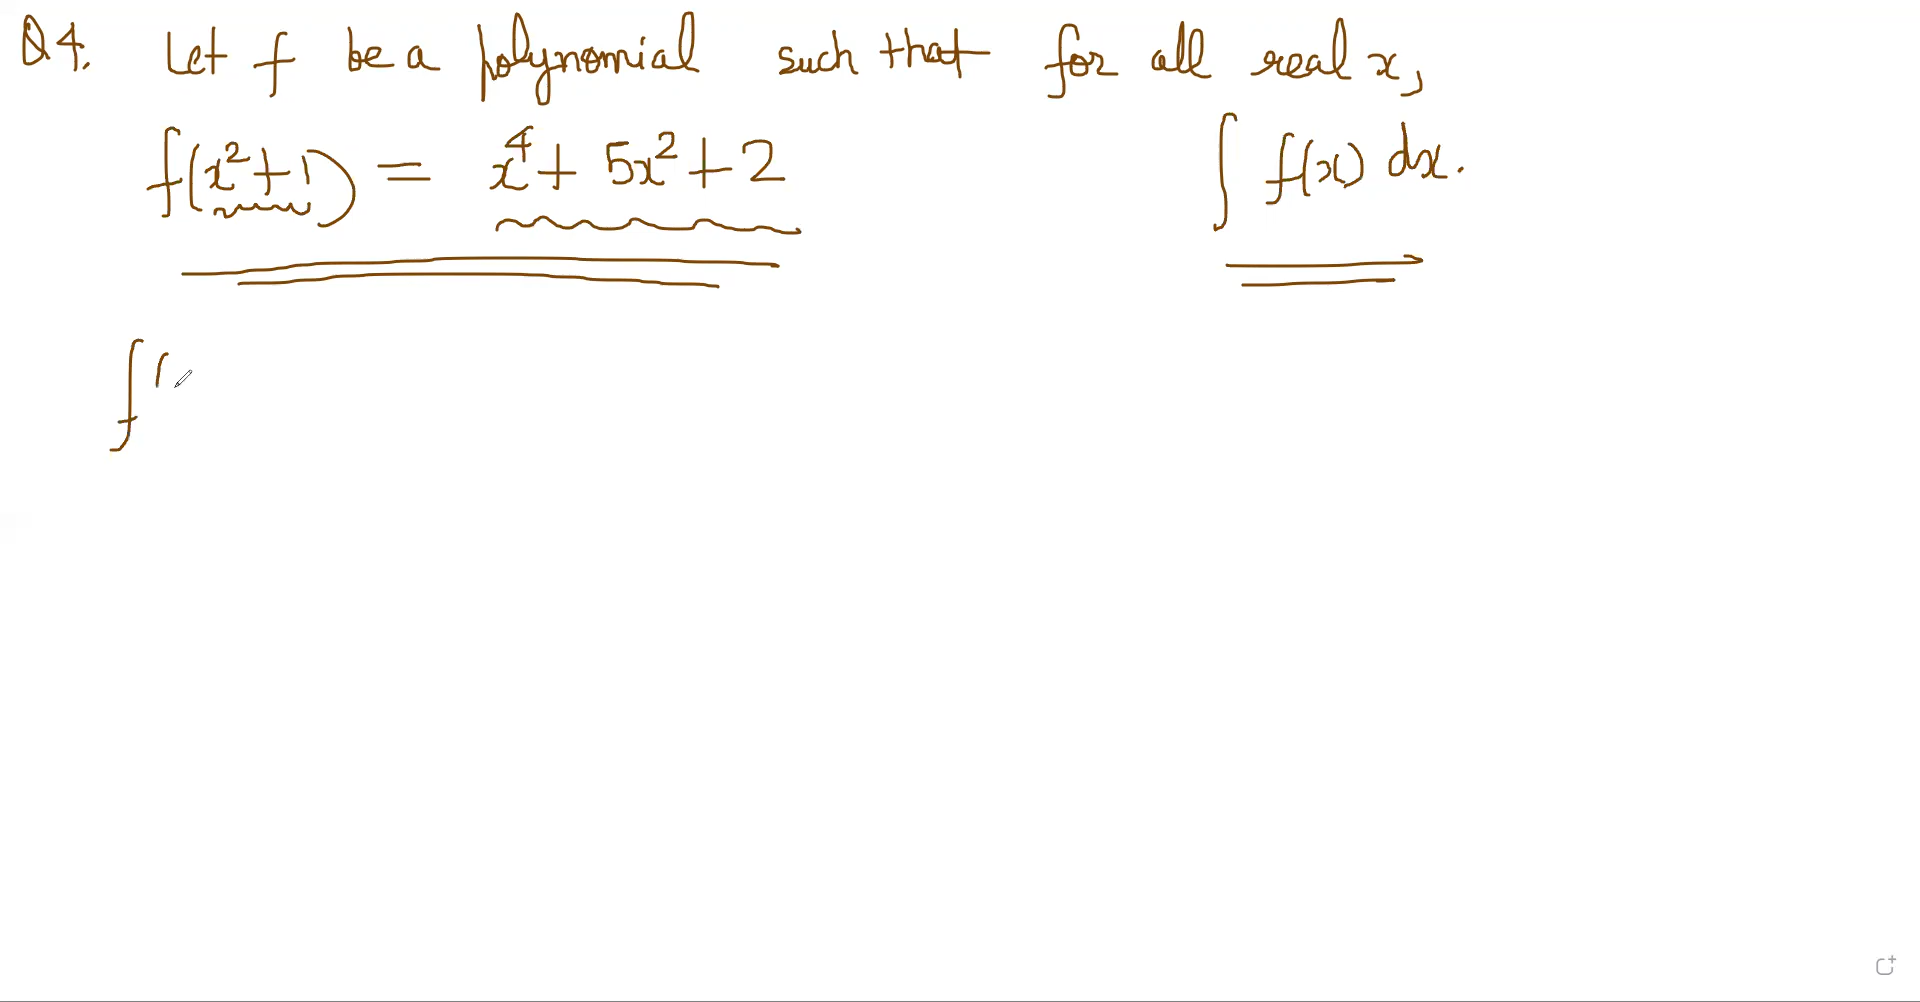 Q4. Let f be a polynomial such that for all real x,
f(x²+1) = x⁴ + 5x² + 2 ∫ f(x) dx.
f(